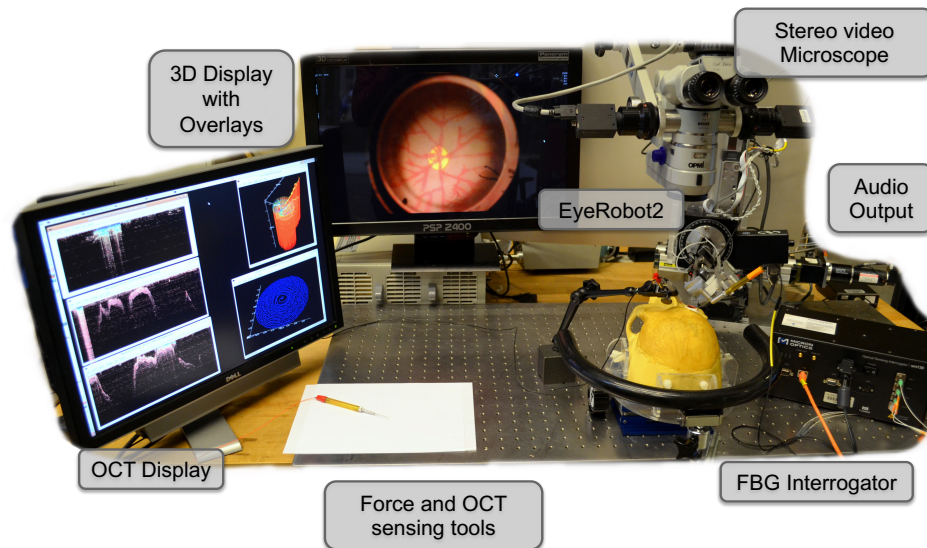 Stereo video
Microscope
3D Display
with
Overlays
EyeRobot2
Audio
Output
OPMI
PSP 2400
MICRON
OPTICS
DELL
OCT Display
FBG Interrogator
Force and OCT
sensing tools